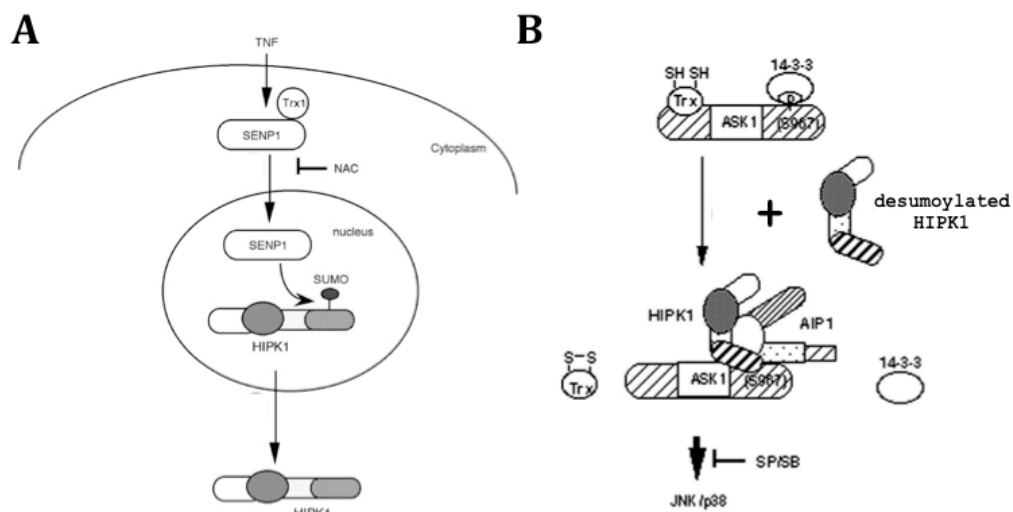 A
TNF
Trx1
SENP1
Cytoplasm
NAC
nucleus
SENP1
SUMO
HIPK1
HIPK1
B
SH SH
14-3-3
Trx
P
ASK1
(S967)
+
desumoylated
HIPK1
HIPK1
AIP1
S-S
14-3-3
Trx
ASK1
(S967)
SP/SB
JNK/p38